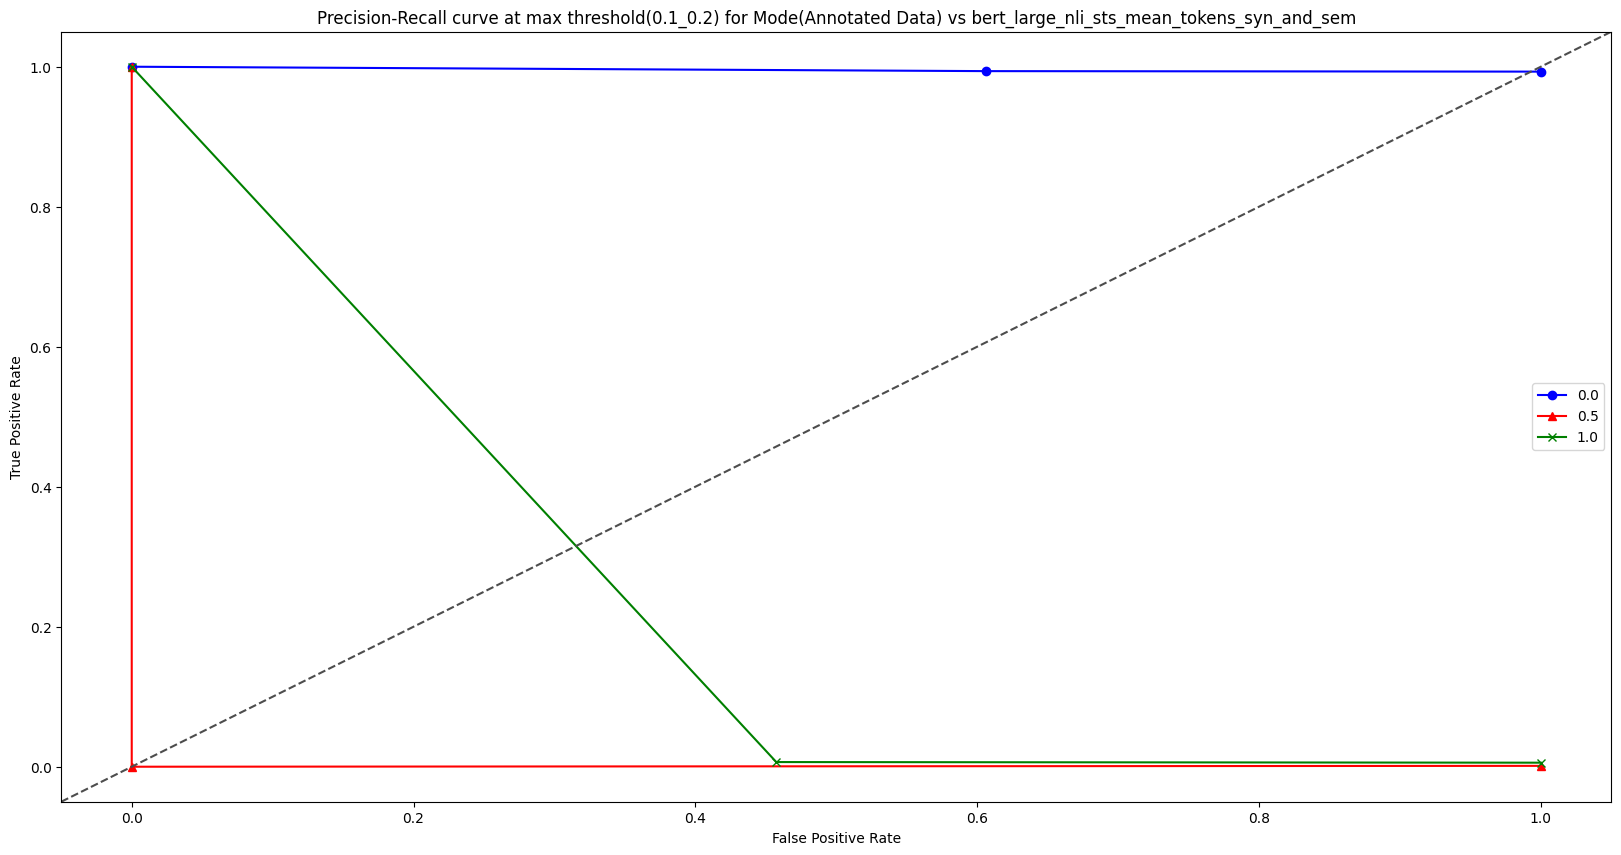 Precision-Recall curve at max threshold(0.1_0.2) for Mode(Annotated Data) vs bert_large_nli_sts_mean_tokens_syn_and_sem
1.0
0.8
0.6
0.4
0.2
0.0
True Positive Rate
0.0
0.5
1.0
0.0 0.2 0.4 0.6 0.8 1.0
False Positive Rate